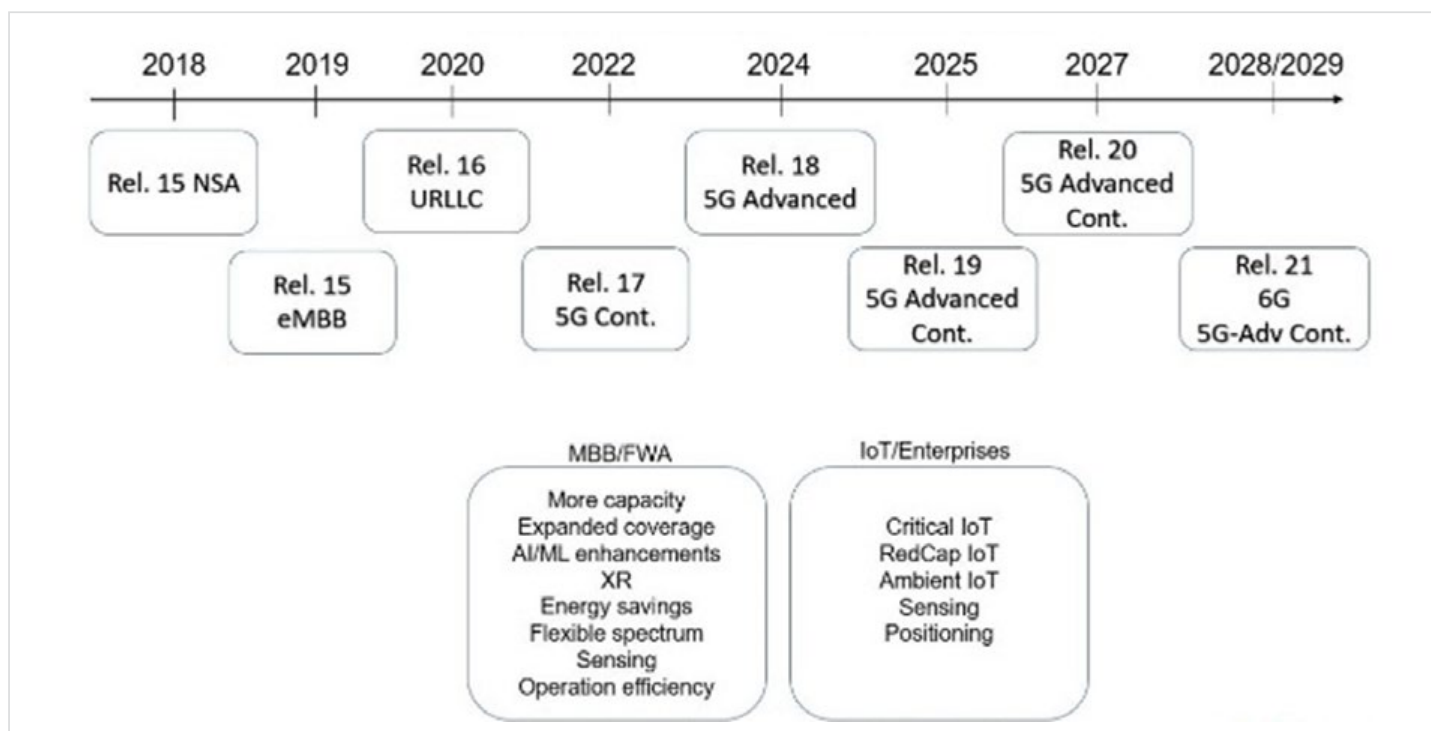 2018 2019 2020 2022 2024 2025 2027 2028/2029
Rel. 15 NSA
Rel. 15
eMBB
Rel. 16
URLLC
Rel. 17
5G Cont.
Rel. 18
5G Advanced
Rel. 19
5G Advanced
Cont.
Rel. 20
5G Advanced
Cont.
Rel. 21
6G
5G-Adv Cont.
MBB/FWA
More capacity
Expanded coverage
AI/ML enhancements
XR
Energy savings
Flexible spectrum
Sensing
Operation efficiency
IoT/Enterprises
Critical IoT
RedCap IoT
Ambient IoT
Sensing
Positioning